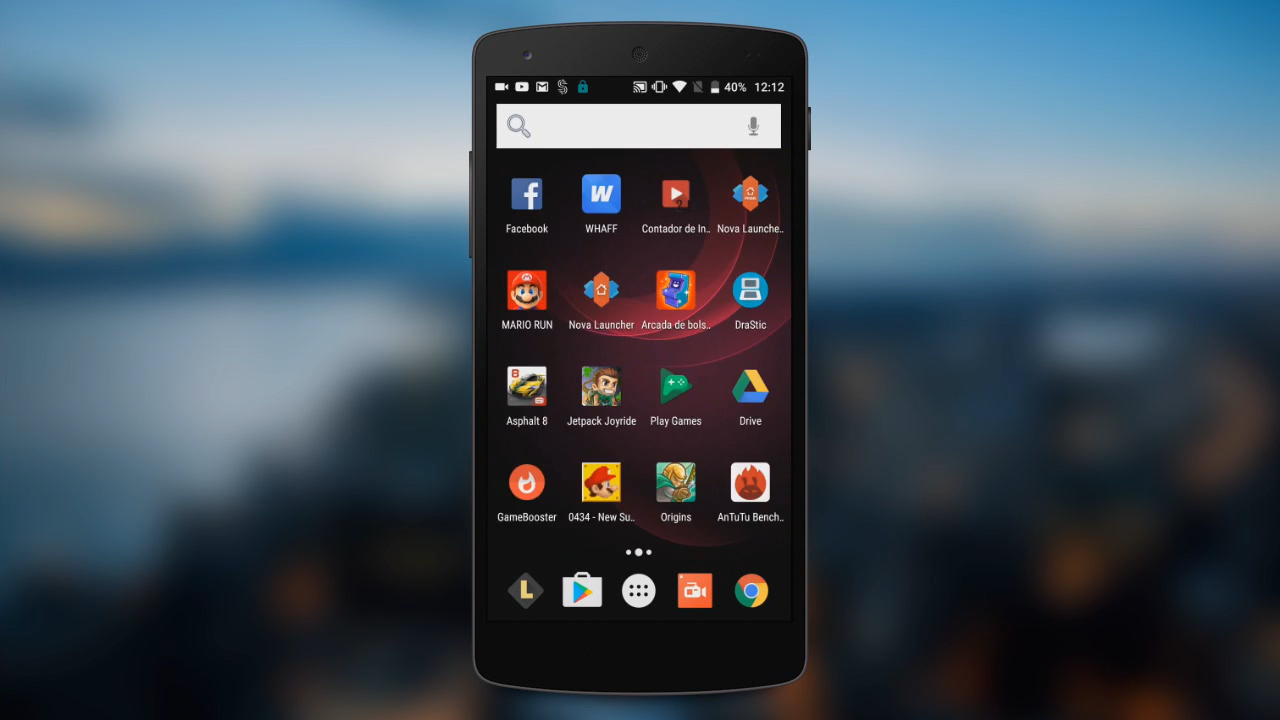 40% 12:12
Facebook
WHAFF
Contador de In..
Nova Launche..
MARIO RUN
Nova Launcher
Arcada de bols..
DraStic
Asphalt 8
Jetpack Joyride
Play Games
Drive
GameBooster
0434 - New Su..
Origins
AnTuTu Bench..